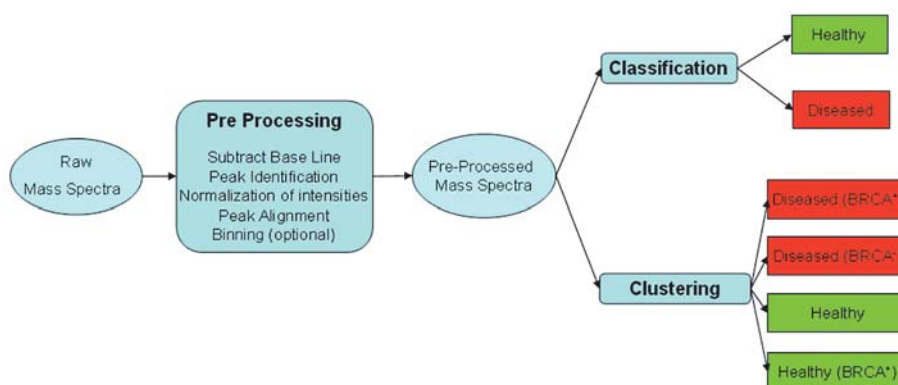 Raw
Mass Spectra
Pre Processing
Subtract Base Line
Peak Identification
Normalization of intensities
Peak Alignment
Binning (optional)
Pre-Processed
Mass Spectra
Classification
Healthy
Diseased
Clustering
Diseased (BRCA⁺
Diseased (BRCA⁻
Healthy
Healthy (BRCA⁺)